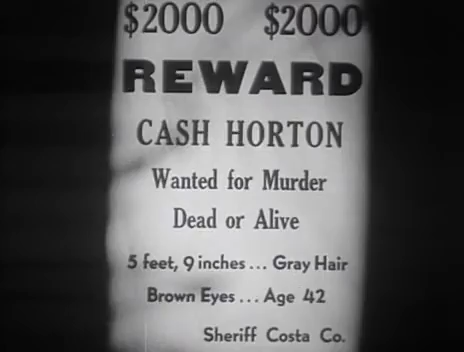 $2000 $2000
REWARD
CASH HORTON
Wanted for Murder
Dead or Alive
5 feet, 9 inches ... Gray Hair
Brown Eyes ... Age 42
Sheriff Costa Co.